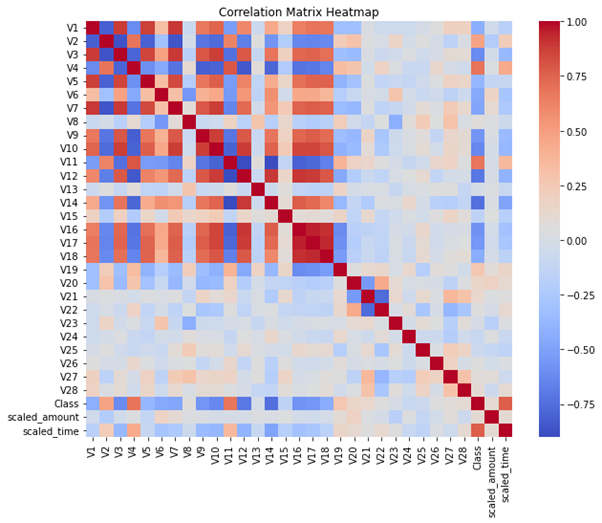 Correlation Matrix Heatmap
V1
V2
V3
V4
V5
V6
V7
V8
V9
V10
V11
V12
V13
V14
V15
V16
V17
V18
V19
V20
V21
V22
V23
V24
V25
V26
V27
V28
Class
scaled_amount
scaled_time
V1
V2
V3
V4
V5
V6
V7
V8
V9
V10
V11
V12
V13
V14
V15
V16
V17
V18
V19
V20
V21
V22
V23
V24
V25
V26
V27
V28
Class
scaled_amount
scaled_time
1.00
0.75
0.50
0.25
0.00
−0.25
−0.50
−0.75